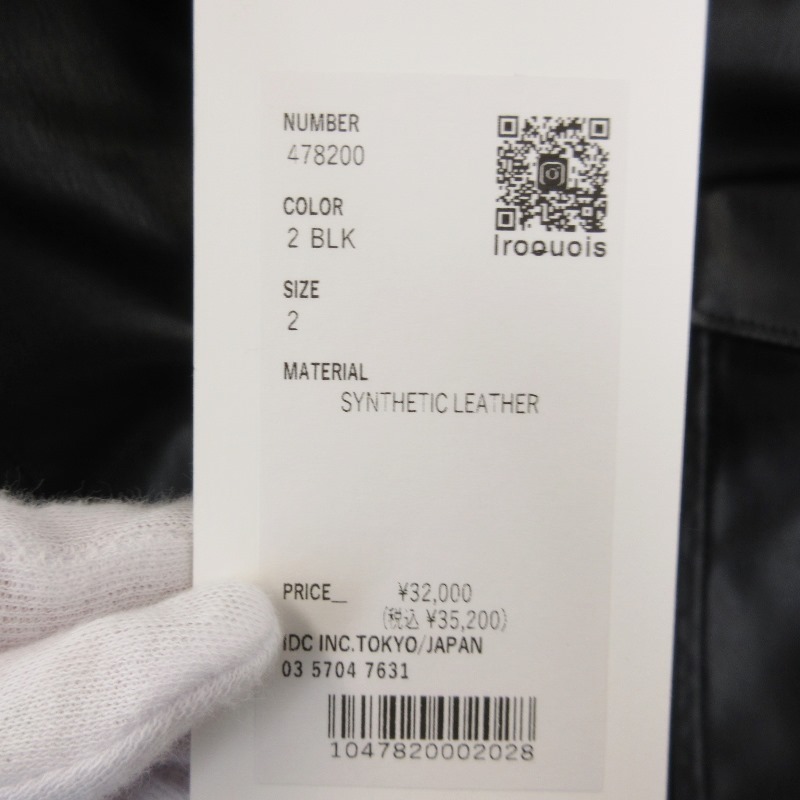 NUMBER
478200
Iroquois
COLOR
2 BLK
SIZE
2
MATERIAL
SYNTHETIC LEATHER
PRICE_ ¥32,000
(税込 ¥35,200)
IDC INC.TOKYO/JAPAN
03 5704 7631
1047820002028